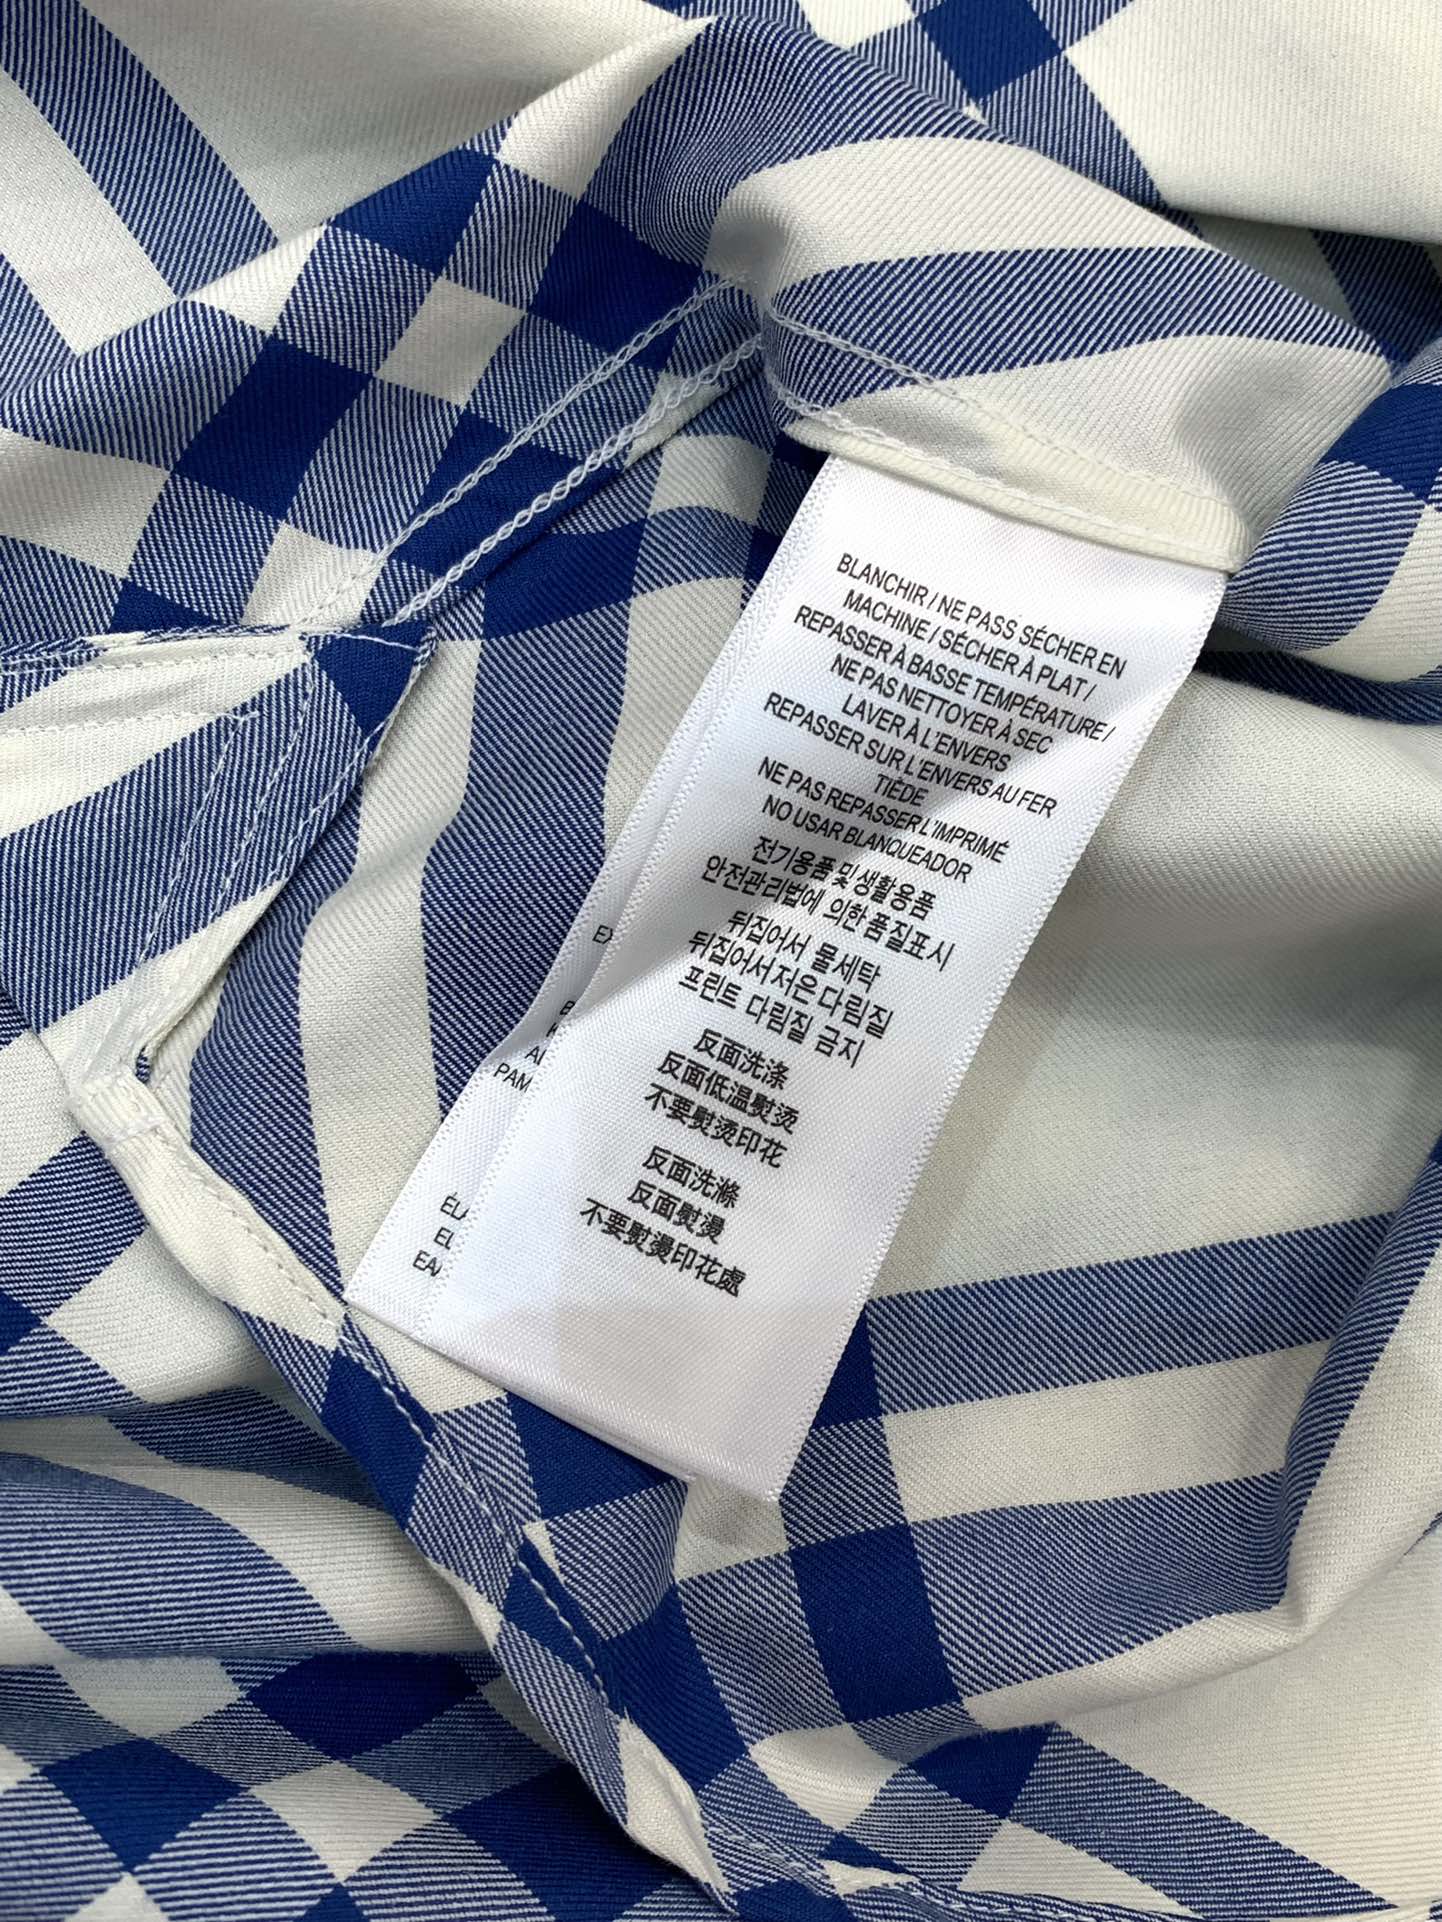 BLANCHIR / NE PAS SÉCHER EN
MACHINE / SÉCHER À PLAT /
REPASSER À BASSE TEMPÉRATURE /
NE PAS NETTOYER À SEC
LAVER À L'ENVERS
REPASSER SUR L'ENVERS AU FER
TIÈDE
NE PAS REPASSER L'IMPRIMÉ
NO USAR BLANQUEADOR
전기용품 및 생활용품
안전관리법에 의한 품질표시
뒤집어서 물세탁
뒤집어서 저온 다림질
프린트 다림질 금지
反面洗涤
反面低温熨烫
不要熨烫印花
反面洗滌
反面熨燙
不要熨燙印花處